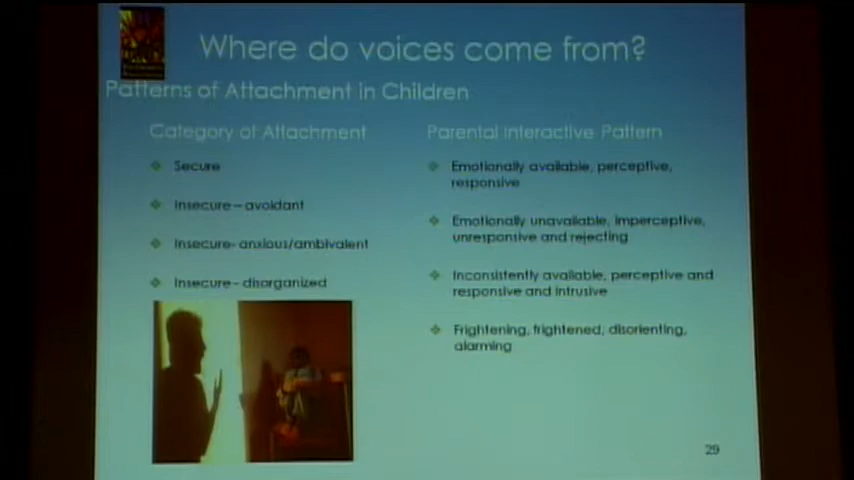 Where do voices come from?
Patterns of Attachment in Children
Category of Attachment
Secure
Insecure – avoidant
Insecure- anxious/ambivalent
Insecure – disorganized
Parental Interactive Pattern
Emotionally available, perceptive,
responsive
Emotionally unavailable, imperceptive,
unresponsive and rejecting
Inconsistently available, perceptive and
responsive and intrusive
Frightening, frightened, disorienting,
alarming
29